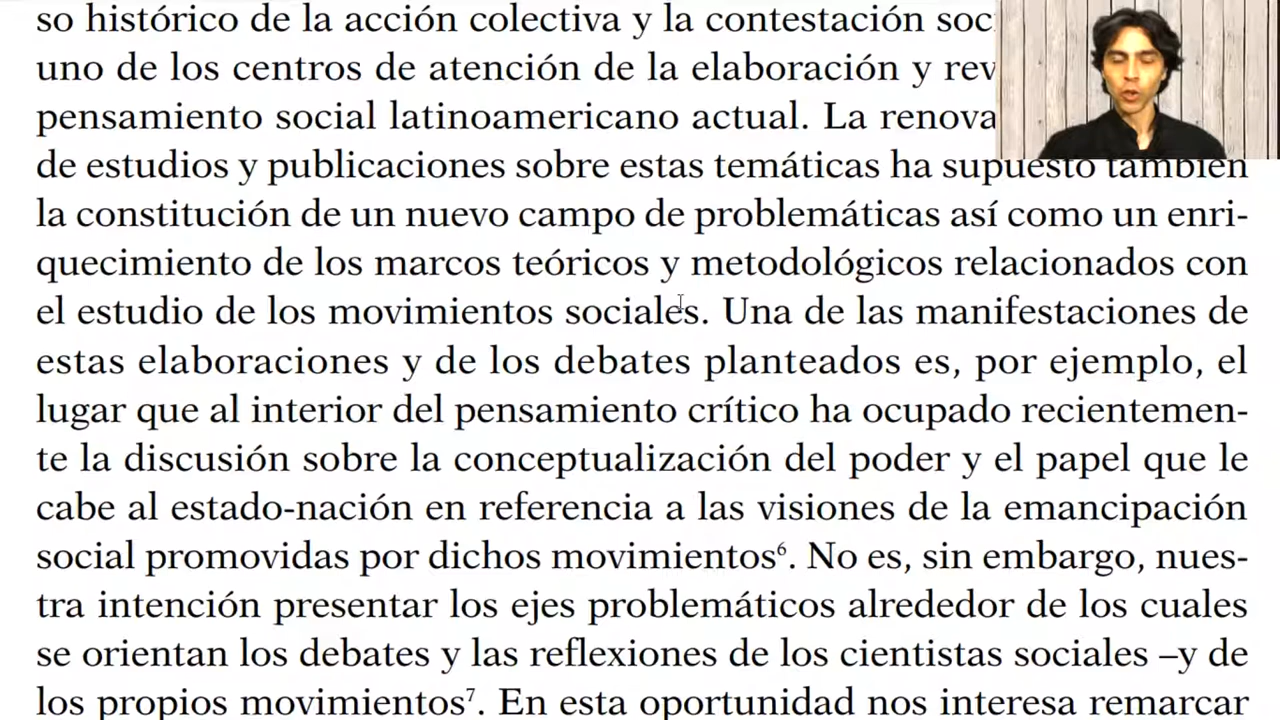 so histórico de la acción colectiva y la contestación
uno de los centros de atención de la elaboración y
pensamiento social latinoamericano actual. La
de estudios y publicaciones sobre estas temáticas ha supuesto también
la constitución de un nuevo campo de problemáticas así como un enri-
quecimiento de los marcos teóricos y metodológicos relacionados con
el estudio de los movimientos sociales. Una de las manifestaciones de
estas elaboraciones y de los debates planteados es, por ejemplo, el
lugar que al interior del pensamiento crítico ha ocupado recientemen-
te la discusión sobre la conceptualización del poder y el papel que le
cabe al estado-nación en referencia a las visiones de la emancipación
social promovidas por dichos movimientos⁶. No es, sin embargo, nues-
tra intención presentar los ejes problemáticos alrededor de los cuales
se orientan los debates y las reflexiones de los cientistas sociales –y de
los propios movimientos⁷. En esta oportunidad nos interesa remarcar